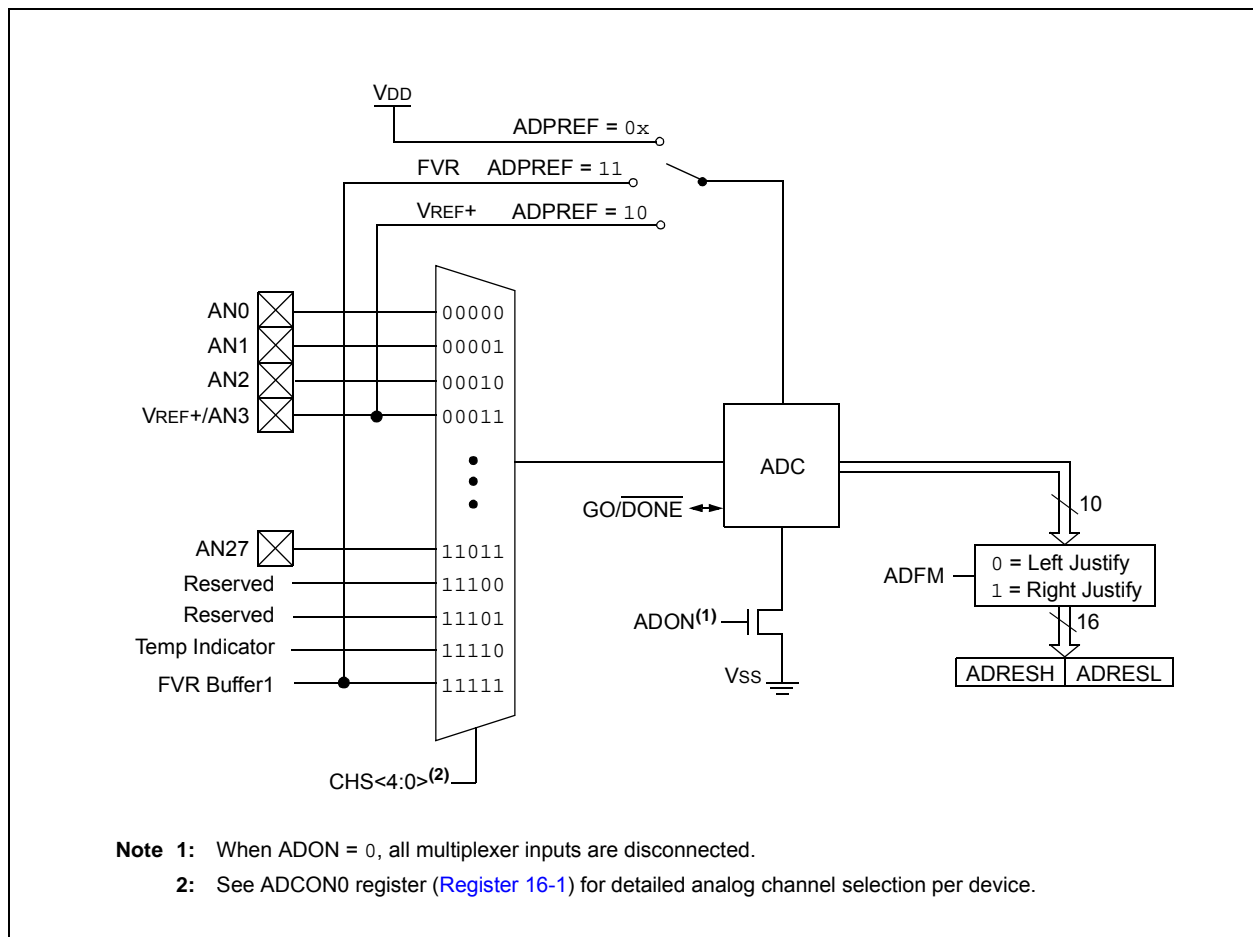 VDD
ADPREF = 0x
FVR ADPREF = 11
VREF+ ADPREF = 10
AN0 00000
AN1 00001
AN2 00010
VREF+/AN3 00011
ADC
GO/DONE
10
AN27 11011
Reserved 11100
Reserved 11101
Temp Indicator 11110
FVR Buffer1 11111
ADFM
0 = Left Justify
1 = Right Justify
16
ADON(1)
VSS
ADRESH ADRESL
CHS<4:0>(2)
Note 1: When ADON = 0, all multiplexer inputs are disconnected.
2: See ADCON0 register (Register 16-1) for detailed analog channel selection per device.